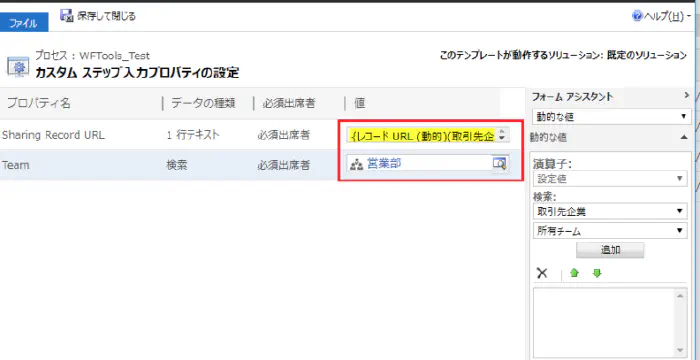 ファイル
保存して閉じる
ヘルプ(H)
プロセス : WFTools_Test
カスタム ステップ入力プロパティの設定
このテンプレートが動作するソリューション: 既定のソリューション
プロパティ名 データの種類 必須出席者 値
Sharing Record URL 1 行テキスト 必須出席者 {レコード URL (動的)(取引先企
Team 検索 必須出席者 営業部
フォーム アシスタント
動的な値
動的な値
演算子:
設定値
検索:
取引先企業
所有チーム
追加